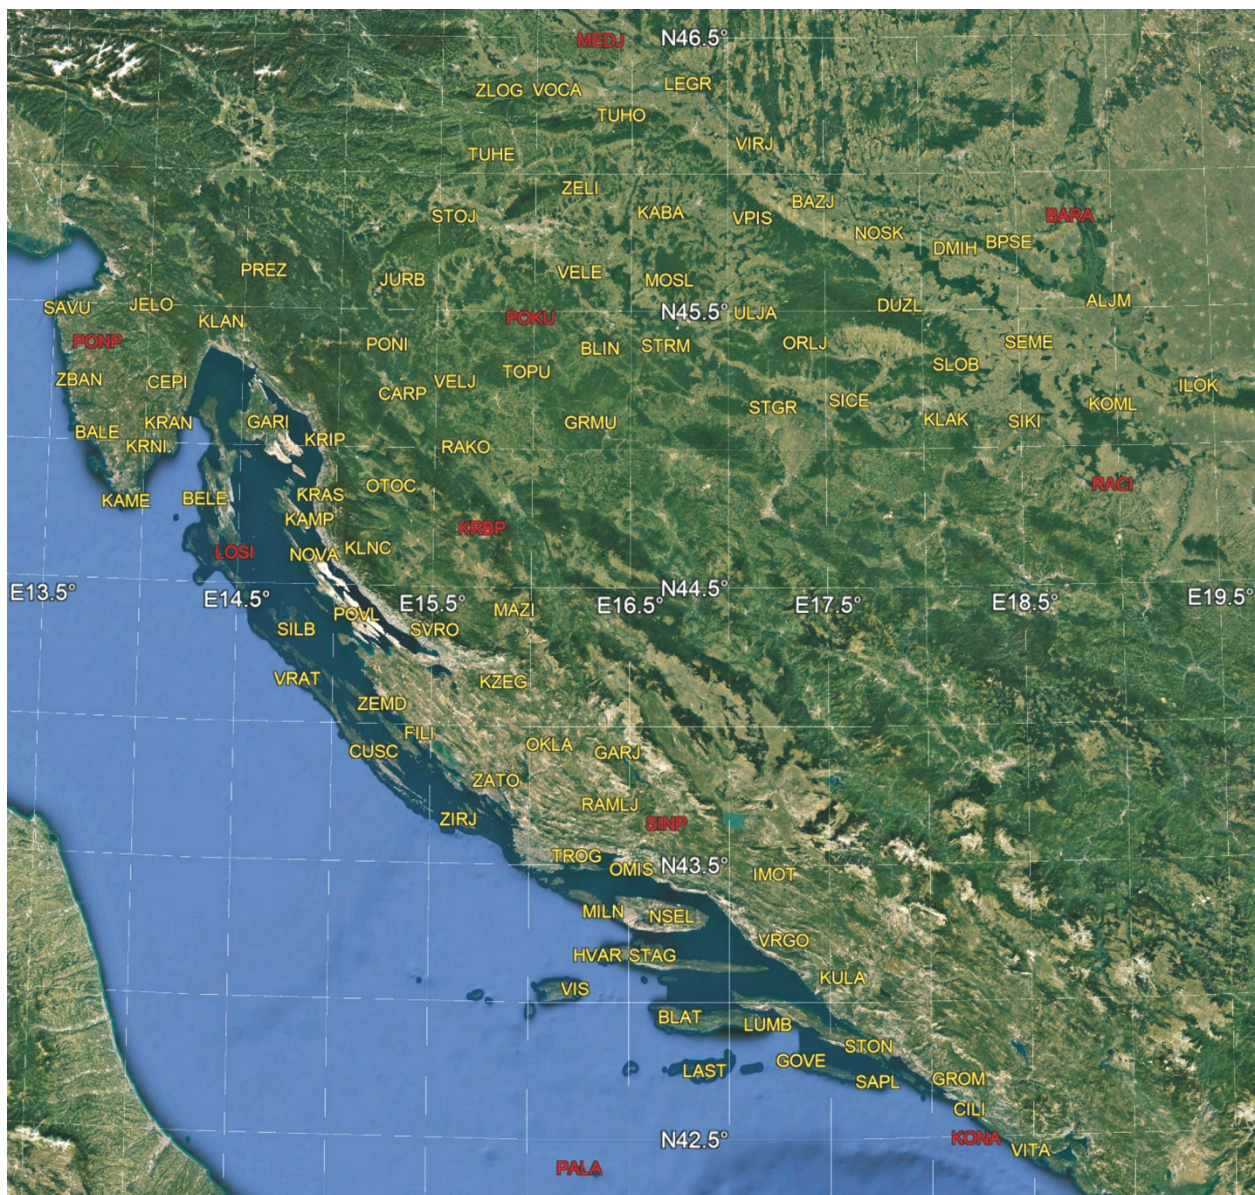 MEDJ N46.5°
ZLOG VOCA LEGR
TUHO
VIRJ
TUHE
ZELI
BAZJ
STOJ KABA VPIS BARA
NOSK
DMIH BPSE
PREZ JURB VELE MOSL
SAVU JELO N45.5° ULJA DUZL ALJM
KLAN POKU
PONP PONI BLIN STRM ORLJ SEME
SLOB
ZBAN CEPI CARP VELJ TOPU ILOK
STGR SICE KOML
BALE KRAN GARI GRMU KLAK SIKI
KRNI KRIP RAKO
OTOC RACI
KAME BELE KRAS
KAMP KRBP
LOSI NOVA KLNC
E13.5° E14.5° E15.5° E16.5° N44.5° E17.5° E18.5° E19.5°
POVL MAZI
SILB SVRO
VRAT KZEG
ZEMD
FILI
CUSC OKLA GARJ
ZATO
RAMLJ
ZIRJ SINP
TROG OMIS N43.5° IMOT
MILN NSEL
VRGO
HVAR STAG
KULA
VIS
BLAT LUMB
STON
LAST GOVE
SAPL GROM
CILI
N42.5° KONA
VITA
PALA